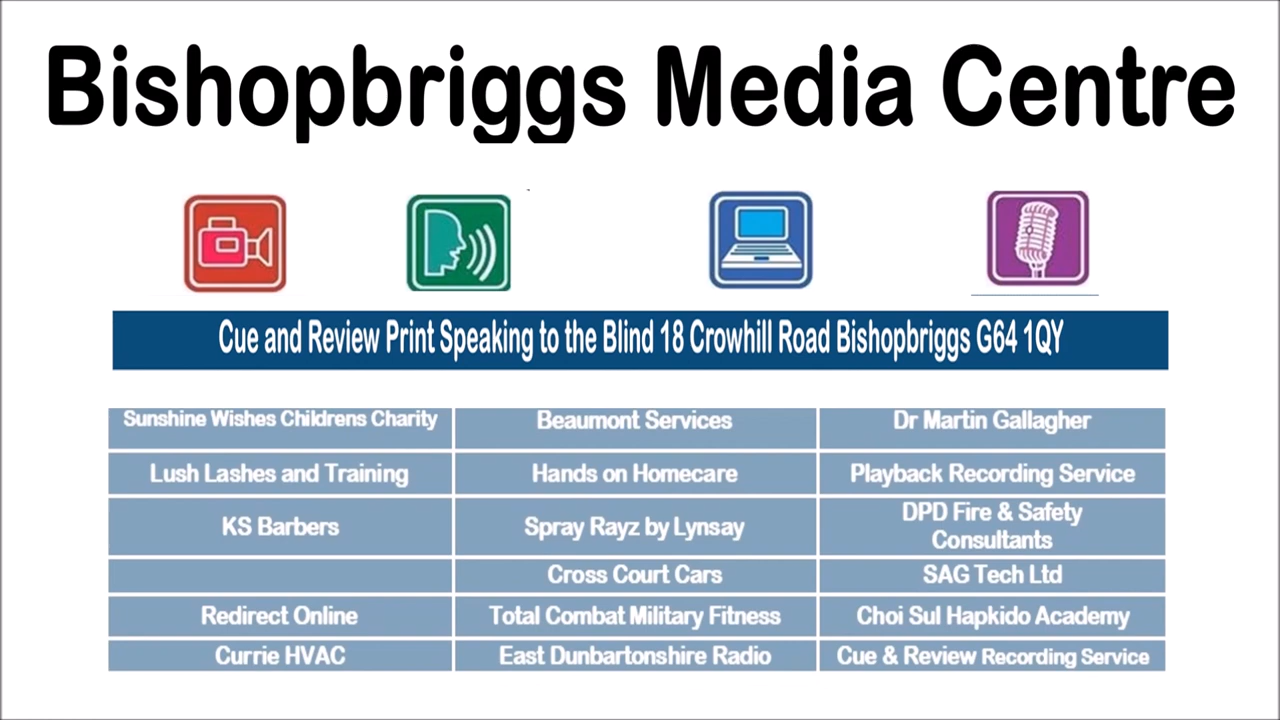 Bishopbriggs Media Centre
Cue and Review Print Speaking to the Blind 18 Crowhill Road Bishopbriggs G64 1QY
Sunshine Wishes Childrens Charity
Beaumont Services
Dr Martin Gallagher
Lush Lashes and Training
Hands on Homecare
Playback Recording Service
KS Barbers
Spray Rayz by Lynsay
DPD Fire & Safety
Consultants
Cross Court Cars
SAG Tech Ltd
Redirect Online
Total Combat Military Fitness
Choi Sul Hapkido Academy
Currie HVAC
East Dunbartonshire Radio
Cue & Review Recording Service